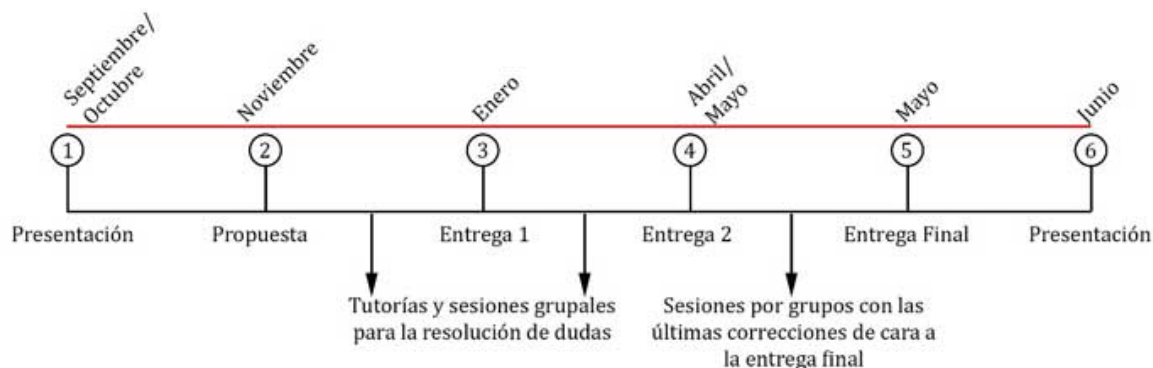 Septiembre/
Octubre
Noviembre
Enero
Abril/
Mayo
Mayo
Junio
1
2
3
4
5
6
Presentación
Propuesta
Entrega 1
Entrega 2
Entrega Final
Presentación
Tutorías y sesiones grupales
para la resolución de dudas
Sesiones por grupos con las
últimas correcciones de cara a
la entrega final